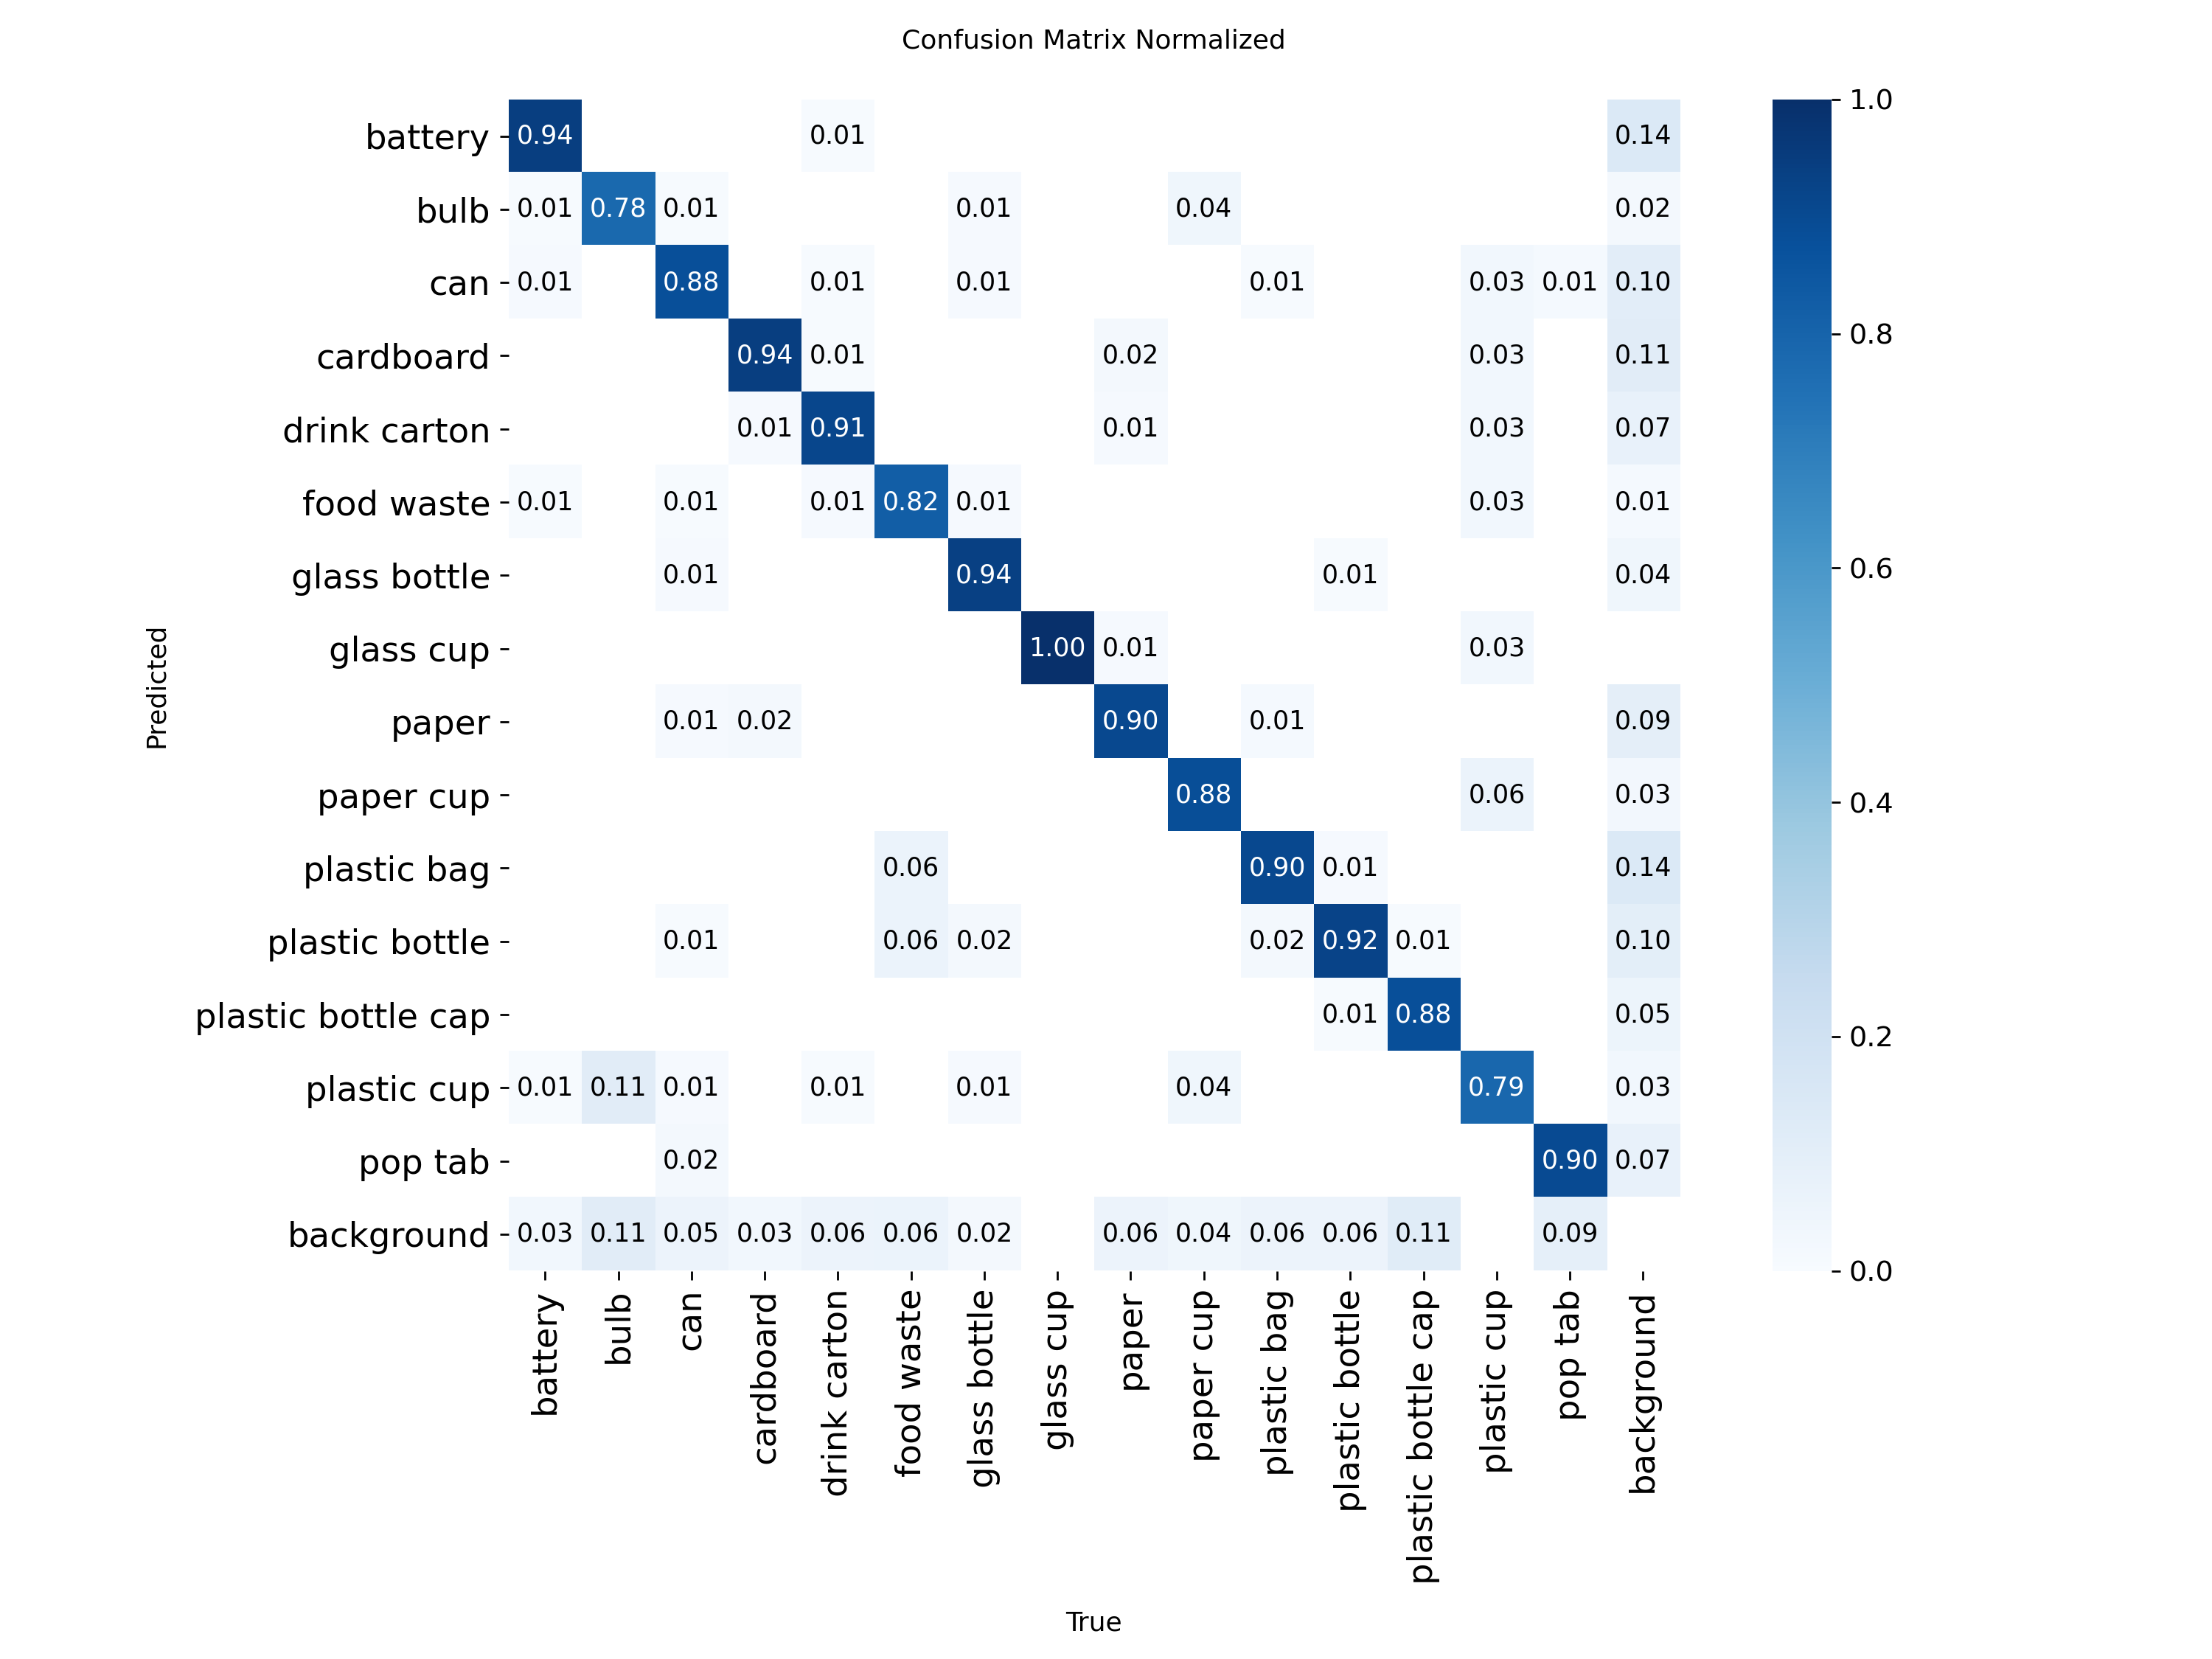 Confusion Matrix Normalized
battery 0.94 0.01 0.14 1.0
bulb 0.01 0.78 0.01 0.01 0.04 0.02
can 0.01 0.88 0.01 0.01 0.01 0.03 0.01 0.10
cardboard 0.94 0.01 0.02 0.03 0.11 0.8
drink carton 0.01 0.91 0.01 0.03 0.07
food waste 0.01 0.01 0.01 0.82 0.01 0.03 0.01
glass bottle 0.01 0.94 0.01 0.04 0.6
glass cup 1.00 0.01 0.03
paper 0.01 0.02 0.90 0.01 0.09
paper cup 0.88 0.06 0.03 0.4
plastic bag 0.06 0.90 0.01 0.14
plastic bottle 0.01 0.06 0.02 0.02 0.92 0.01 0.10
plastic bottle cap 0.01 0.88 0.05 0.2
plastic cup 0.01 0.11 0.01 0.01 0.01 0.04 0.79 0.03
pop tab 0.02 0.90 0.07
background 0.03 0.11 0.05 0.03 0.06 0.06 0.02 0.06 0.04 0.06 0.06 0.11 0.09 0.0
Predicted
battery
bulb
can
cardboard
drink carton
food waste
glass bottle
glass cup
paper
paper cup
plastic bag
plastic bottle
plastic bottle cap
plastic cup
pop tab
background
True